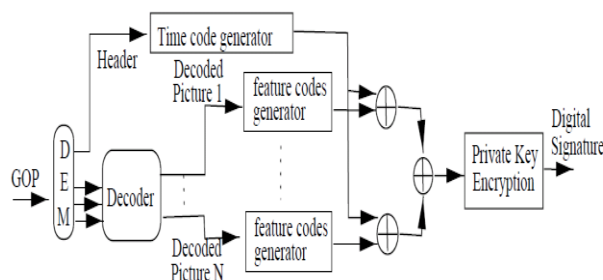 Time code generator
Header
Decoded
Picture 1
feature codes
generator
Digital
Signature
GOP
D
E
M
Decoder
Private Key
Encryption
Decoded
Picture N
feature codes
generator